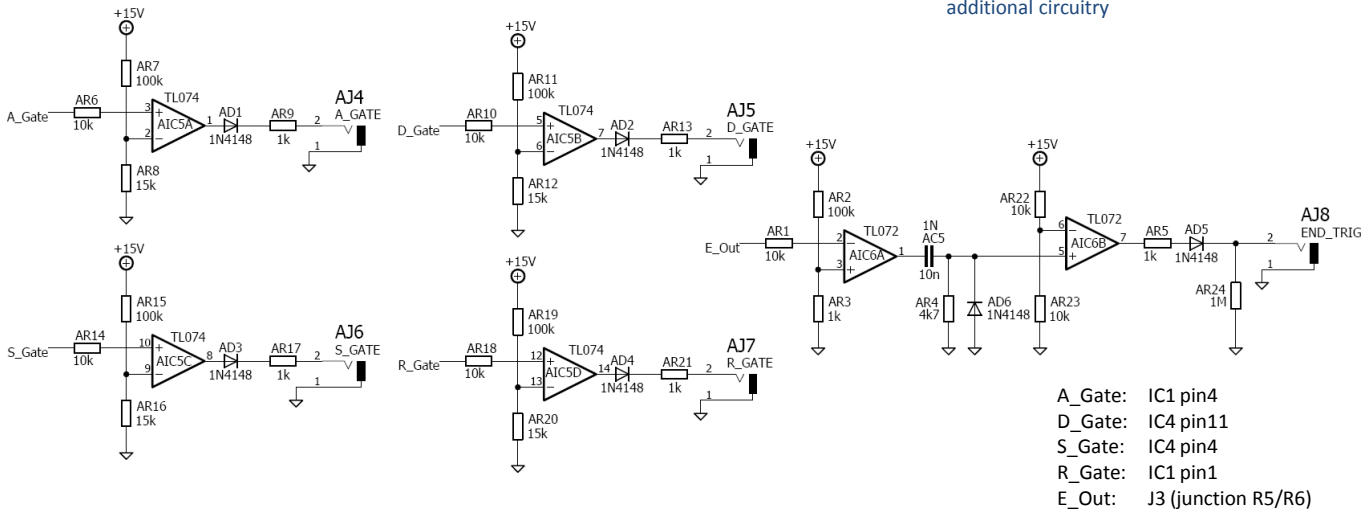 additional circuitry
+15V
AR7
100k
AR6
A_Gate
10k
3
+
2
−
TL074
AIC5A
1
AD1
1N4148
AR9
1k
AJ4
A_GATE
2
1
AR8
15k
+15V
AR11
100k
AR10
D_Gate
10k
5
+
6
−
TL074
AIC5B
7
AD2
1N4148
AR13
1k
AJ5
D_GATE
2
1
AR12
15k
+15V
AR15
100k
AR14
S_Gate
10k
10
+
9
−
TL074
AIC5C
8
AD3
1N4148
AR17
1k
AJ6
S_GATE
2
1
AR16
15k
+15V
AR19
100k
AR18
R_Gate
10k
12
+
13
−
TL074
AIC5D
14
AD4
1N4148
AR21
1k
AJ7
R_GATE
2
1
AR20
15k
+15V
AR2
100k
AR1
E_Out
10k
2
−
3
+
TL072
AIC6A
1
AR3
1k
1N
AC5
10n
AR4
4k7
AD6
1N4148
+15V
AR22
10k
6
−
5
+
TL072
AIC6B
7
AR23
10k
AR5
1k
AD5
1N4148
AJ8
END_TRIG
2
1
AR24
1M
A_Gate: IC1 pin4
D_Gate: IC4 pin11
S_Gate: IC4 pin4
R_Gate: IC1 pin1
E_Out: J3 (junction R5/R6)